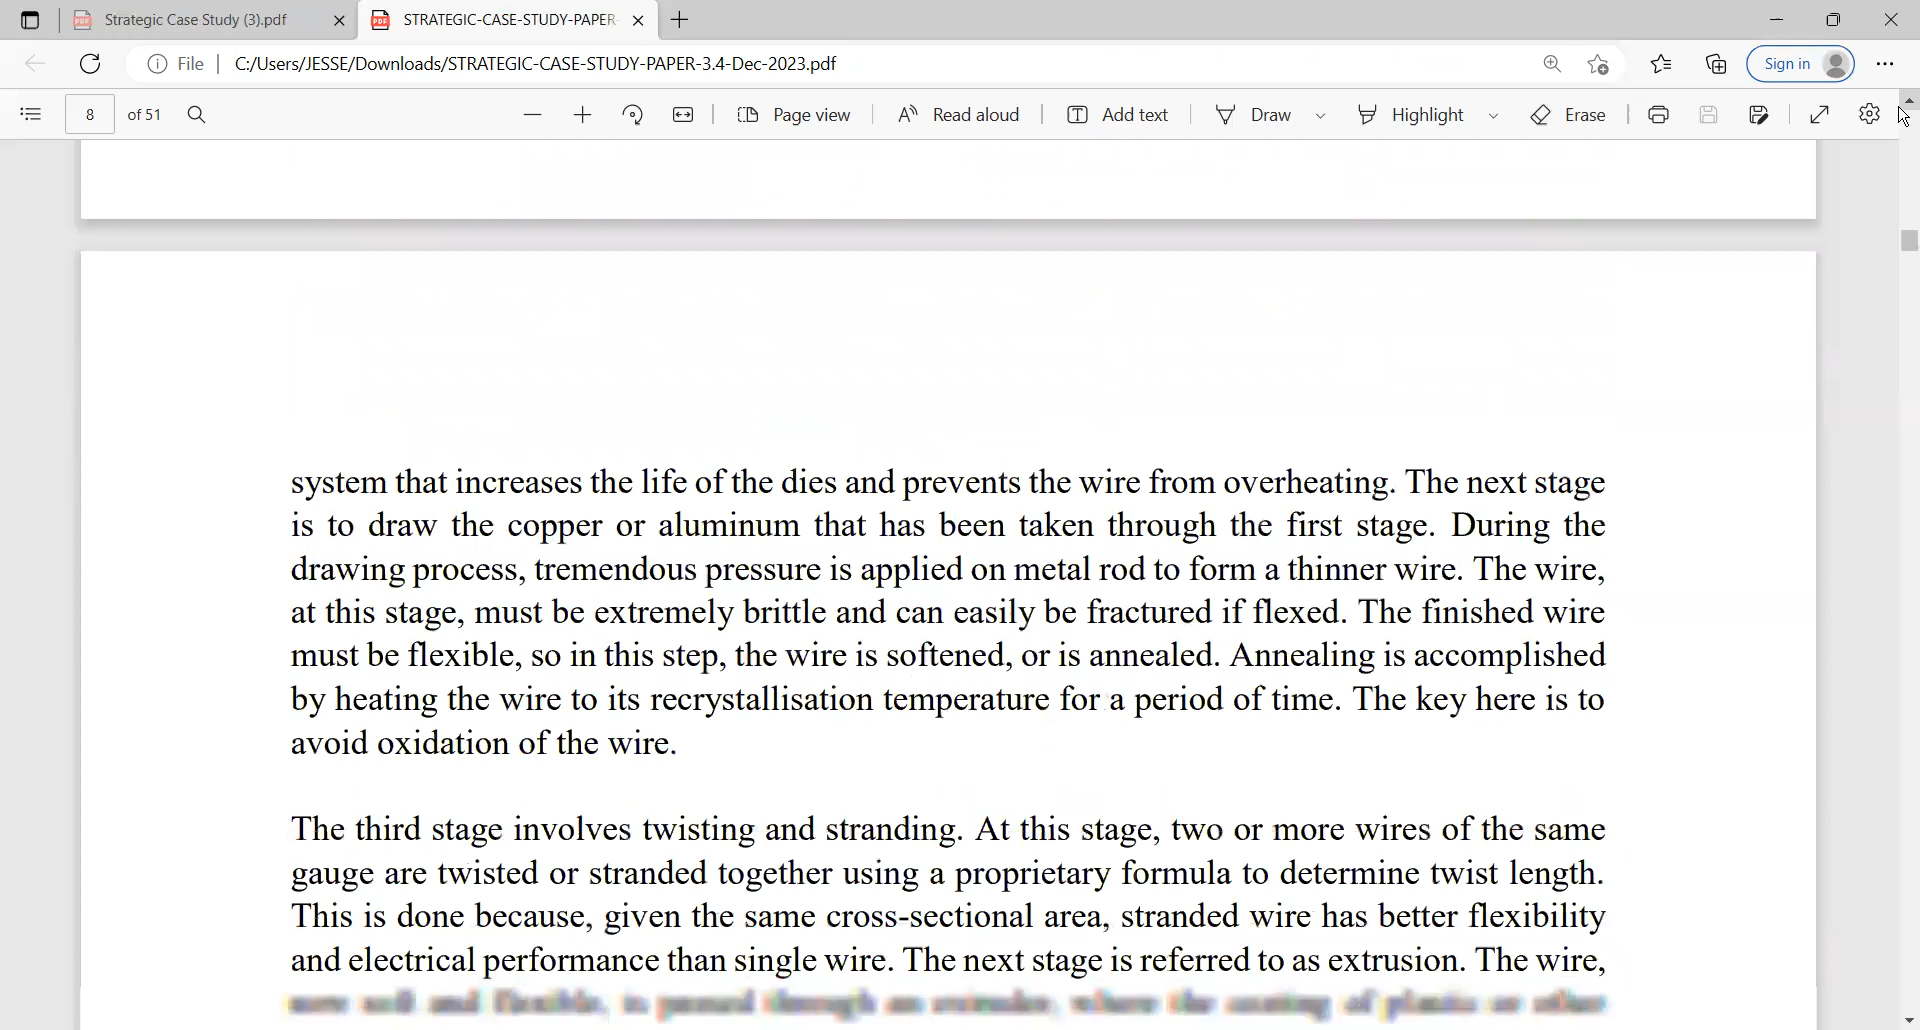 Strategic Case Study (3).pdf
STRATEGIC-CASE-STUDY-PAPER-
File
C:/Users/JESSE/Downloads/STRATEGIC-CASE-STUDY-PAPER-3.4-Dec-2023.pdf
Sign in
8 of 51
Page view
Read aloud
Add text
Draw
Highlight
Erase
system that increases the life of the dies and prevents the wire from overheating. The next stage
is to draw the copper or aluminum that has been taken through the first stage. During the
drawing process, tremendous pressure is applied on metal rod to form a thinner wire. The wire,
at this stage, must be extremely brittle and can easily be fractured if flexed. The finished wire
must be flexible, so in this step, the wire is softened, or is annealed. Annealing is accomplished
by heating the wire to its recrystallisation temperature for a period of time. The key here is to
avoid oxidation of the wire.
The third stage involves twisting and stranding. At this stage, two or more wires of the same
gauge are twisted or stranded together using a proprietary formula to determine twist length.
This is done because, given the same cross-sectional area, stranded wire has better flexibility
and electrical performance than single wire. The next stage is referred to as extrusion. The wire,